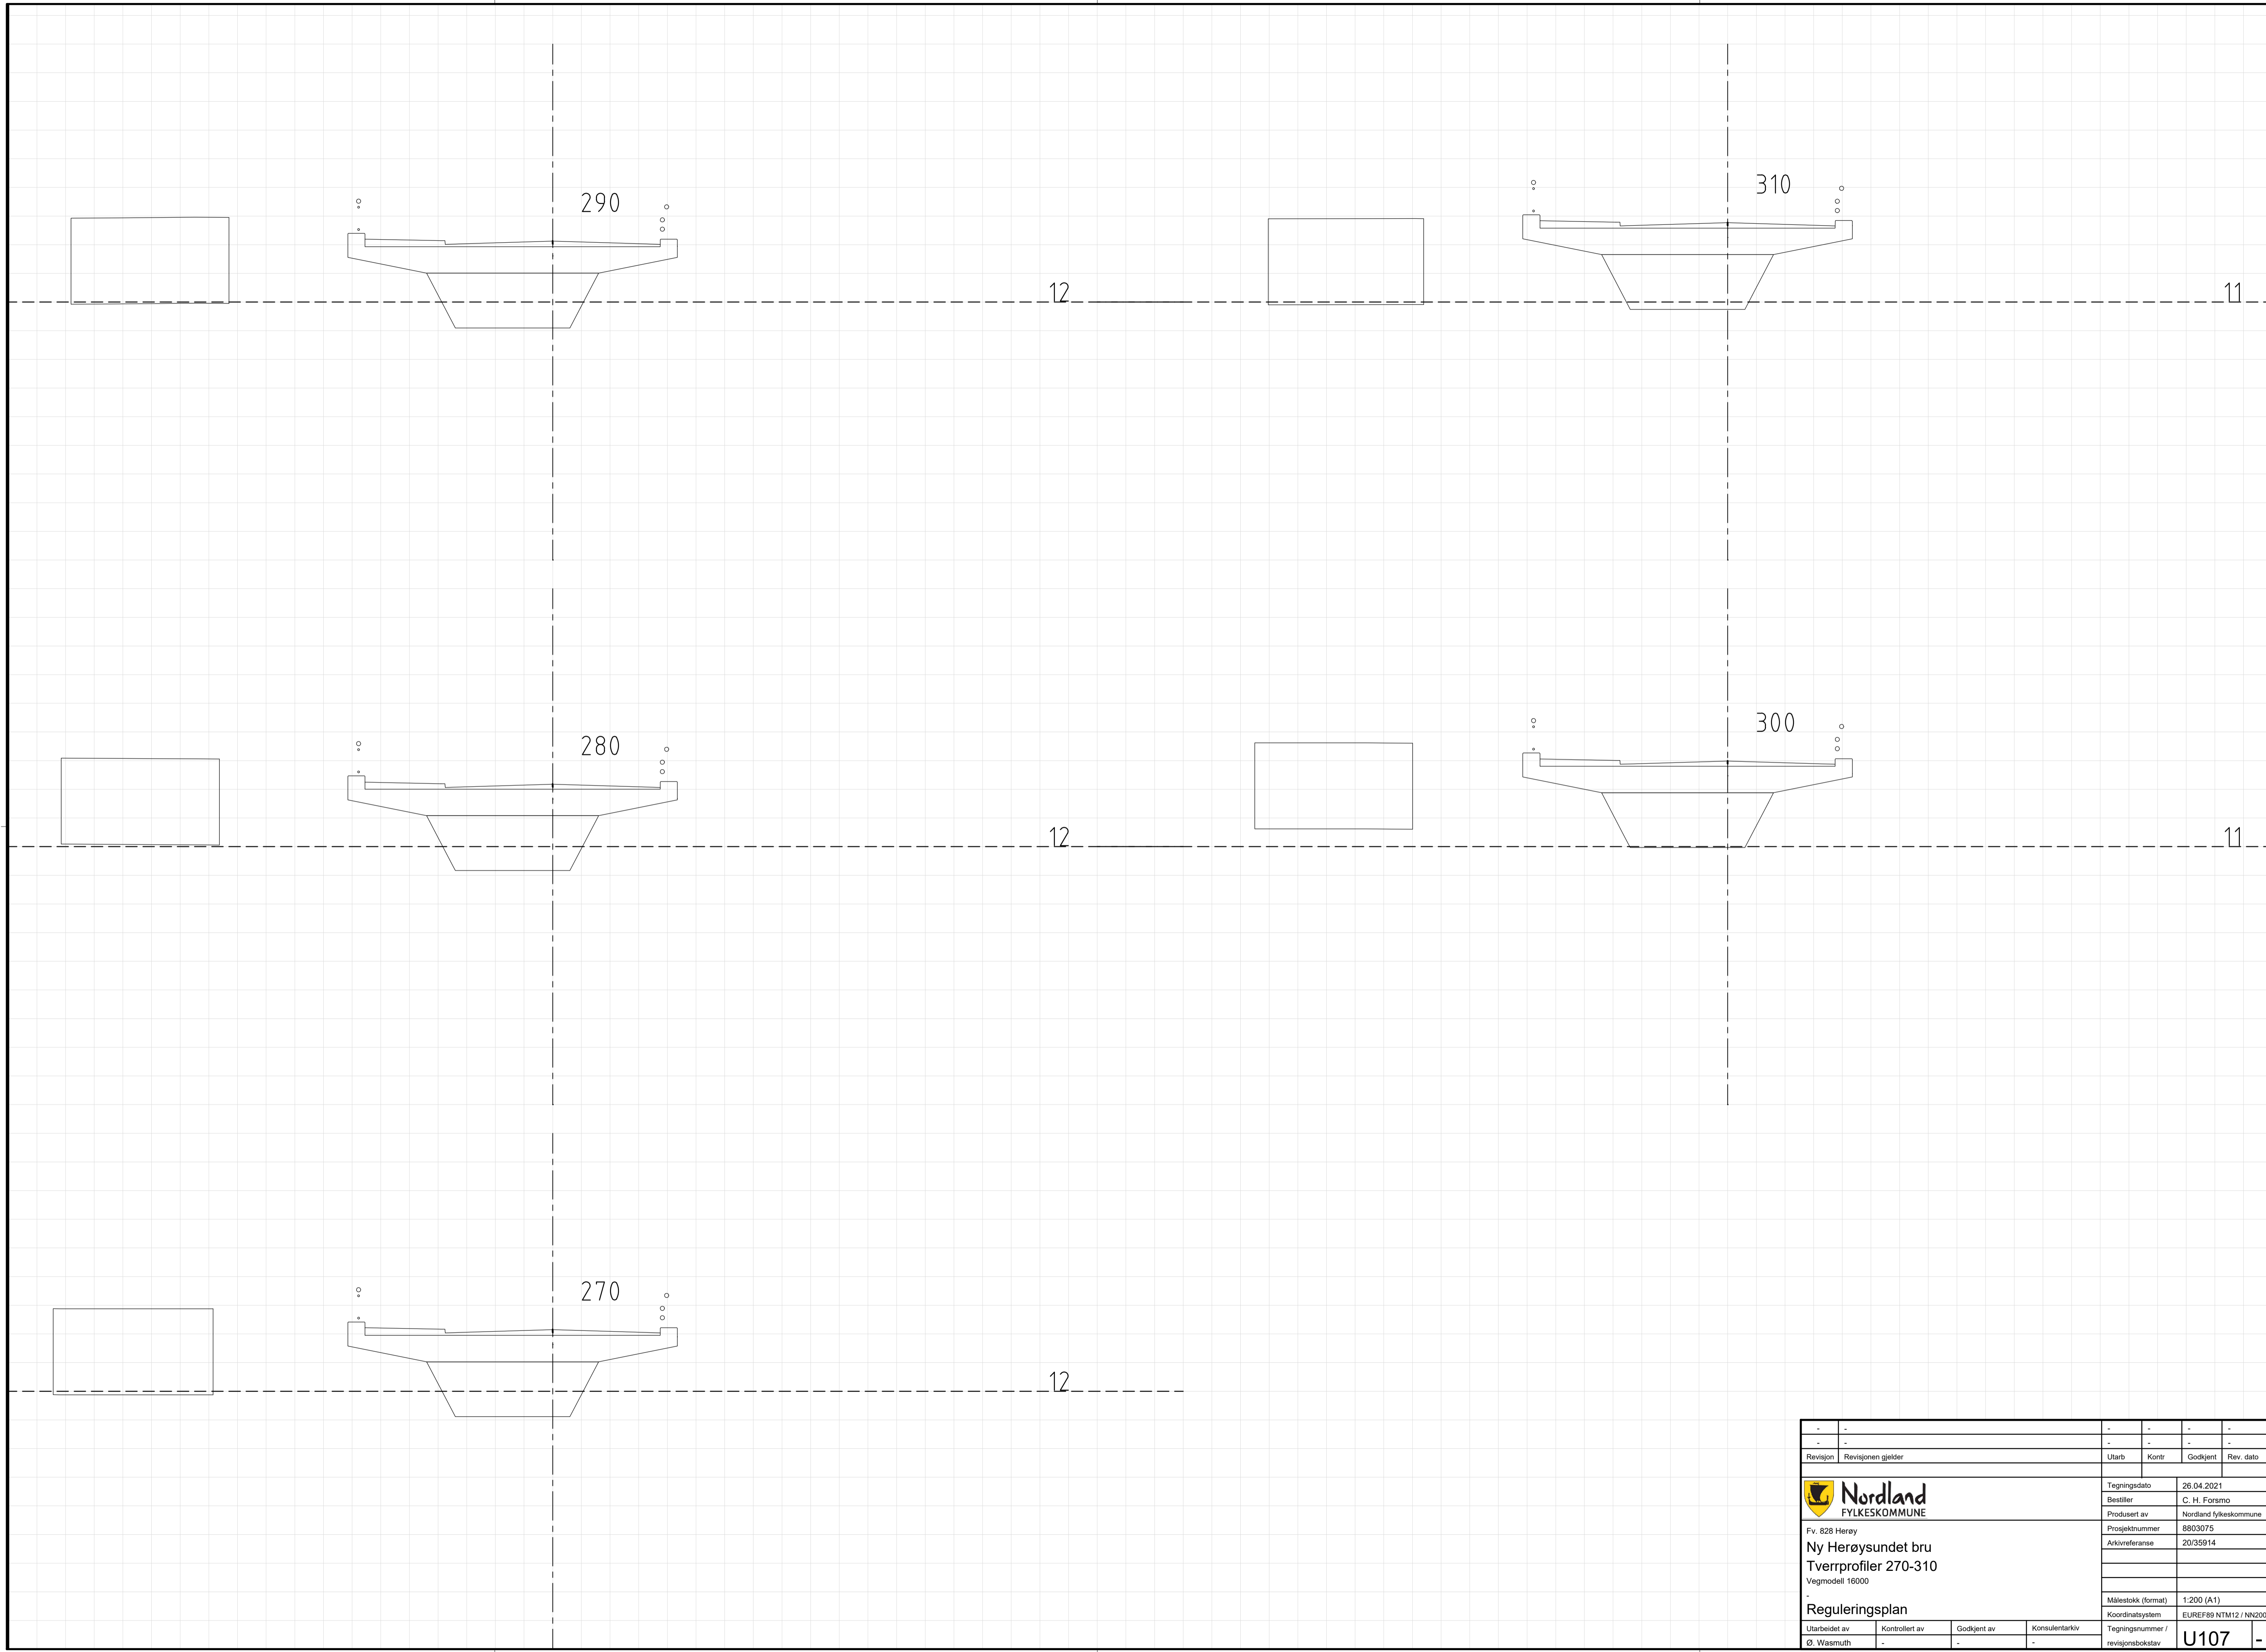 290
310
12
11
280
300
12
11
270
12
- - - - - -
- - - - - -
Revisjon Revisjonen gjelder Utarb Kontr Godkjent Rev. dato
Nordland
FYLKESKOMMUNE
Fv. 828 Herøy
Ny Herøysundet bru
Tverrprofiler 270-310
Vegmodell 16000
-
Reguleringsplan
Utarbeidet av Kontrollert av Godkjent av Konsulentarkiv
Ø. Wasmuth - - -
Tegningsdato 26.04.2021
Bestiller C. H. Forsmo
Produsert av Nordland fylkeskommune
Prosjektnummer 8803075
Arkivreferanse 20/35914
Målestokk (format) 1:200 (A1)
Koordinatsystem EUREF89 NTM12 / NN200
Tegningsnummer /
revisjonsbokstav U107 -